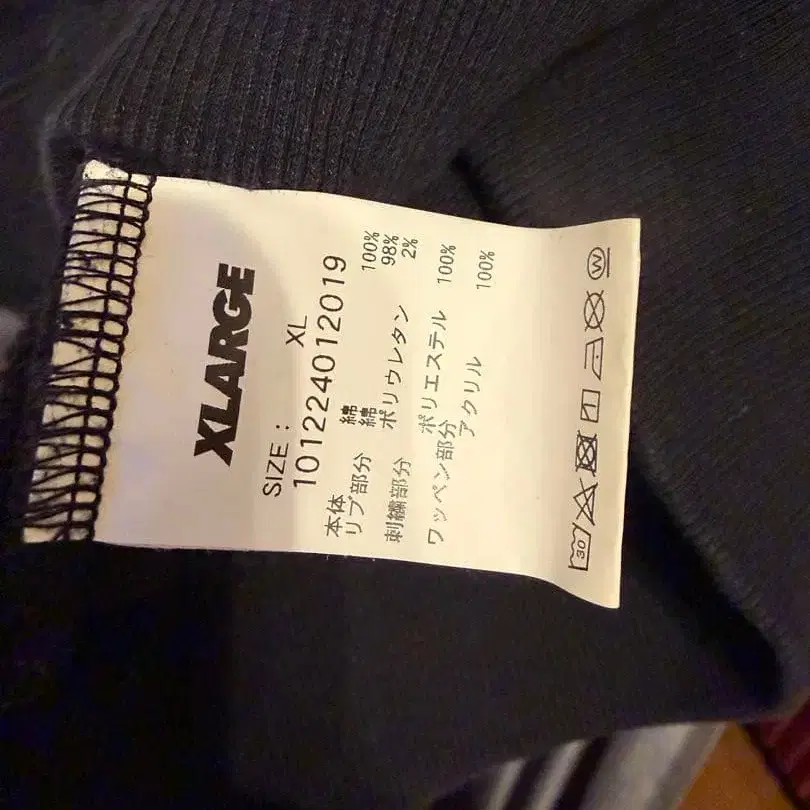 XLARGE
SIZE : XL
101224012019
本体 綿 100%
リブ部分 綿 98%
ポリウレタン 2%
刺繍部分 ポリエステル 100%
ワッペン部分 アクリル 100%
30 1 W